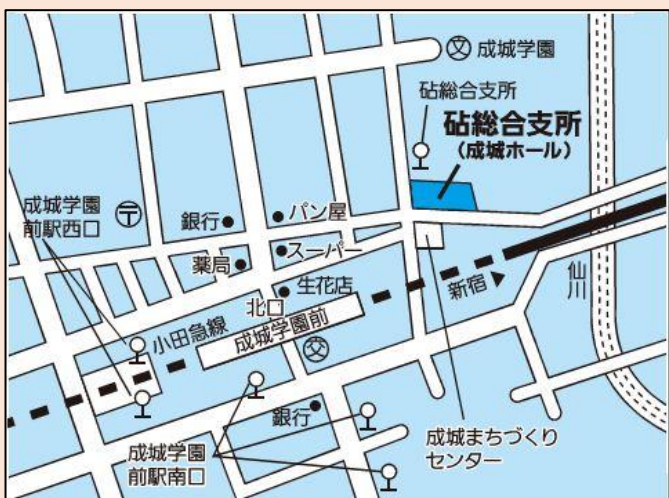 文 成城学園
砧総合支所
砧総合支所
(成城ホール)
成城学園
前駅西口
〒
銀行
パン屋
薬局
スーパー
生花店
北口
新宿
仙川
小田急線
成城学園前
交
銀行
成城学園
前駅南口
成城まちづくり
センター